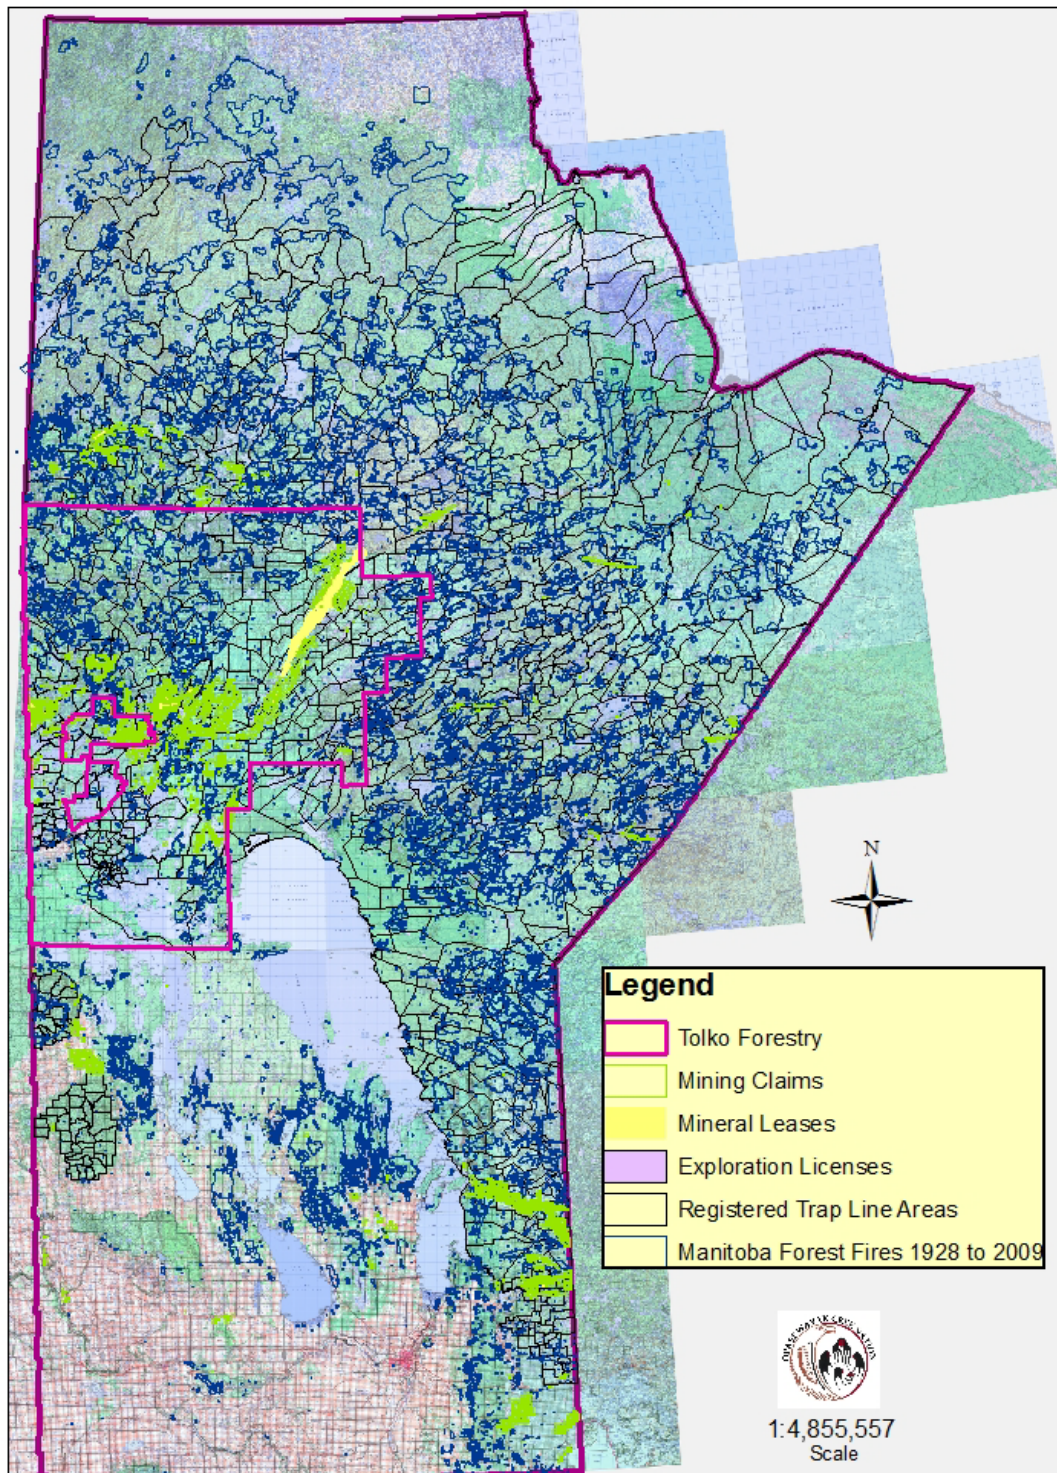 N
Legend
Tolko Forestry
Mining Claims
Mineral Leases
Exploration Licenses
Registered Trap Line Areas
Manitoba Forest Fires 1928 to 2009
1:4,855,557
Scale